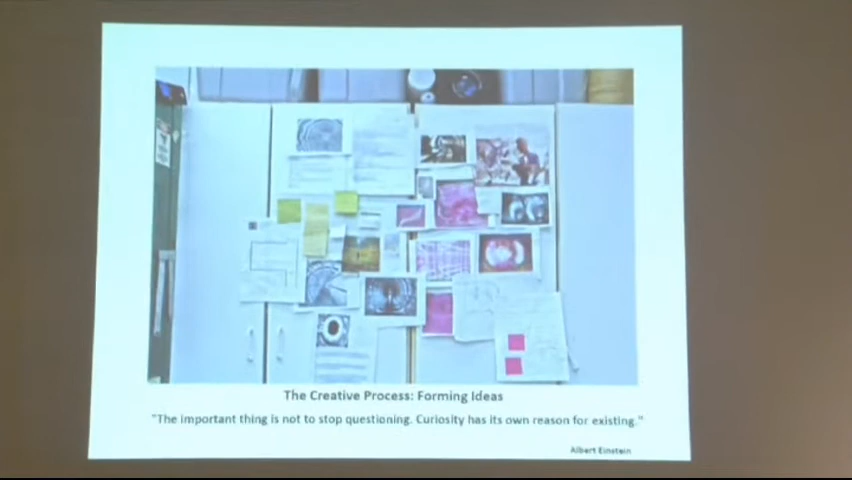 The Creative Process: Forming Ideas
"The important thing is not to stop questioning. Curiosity has its own reason for existing."
Albert Einstein